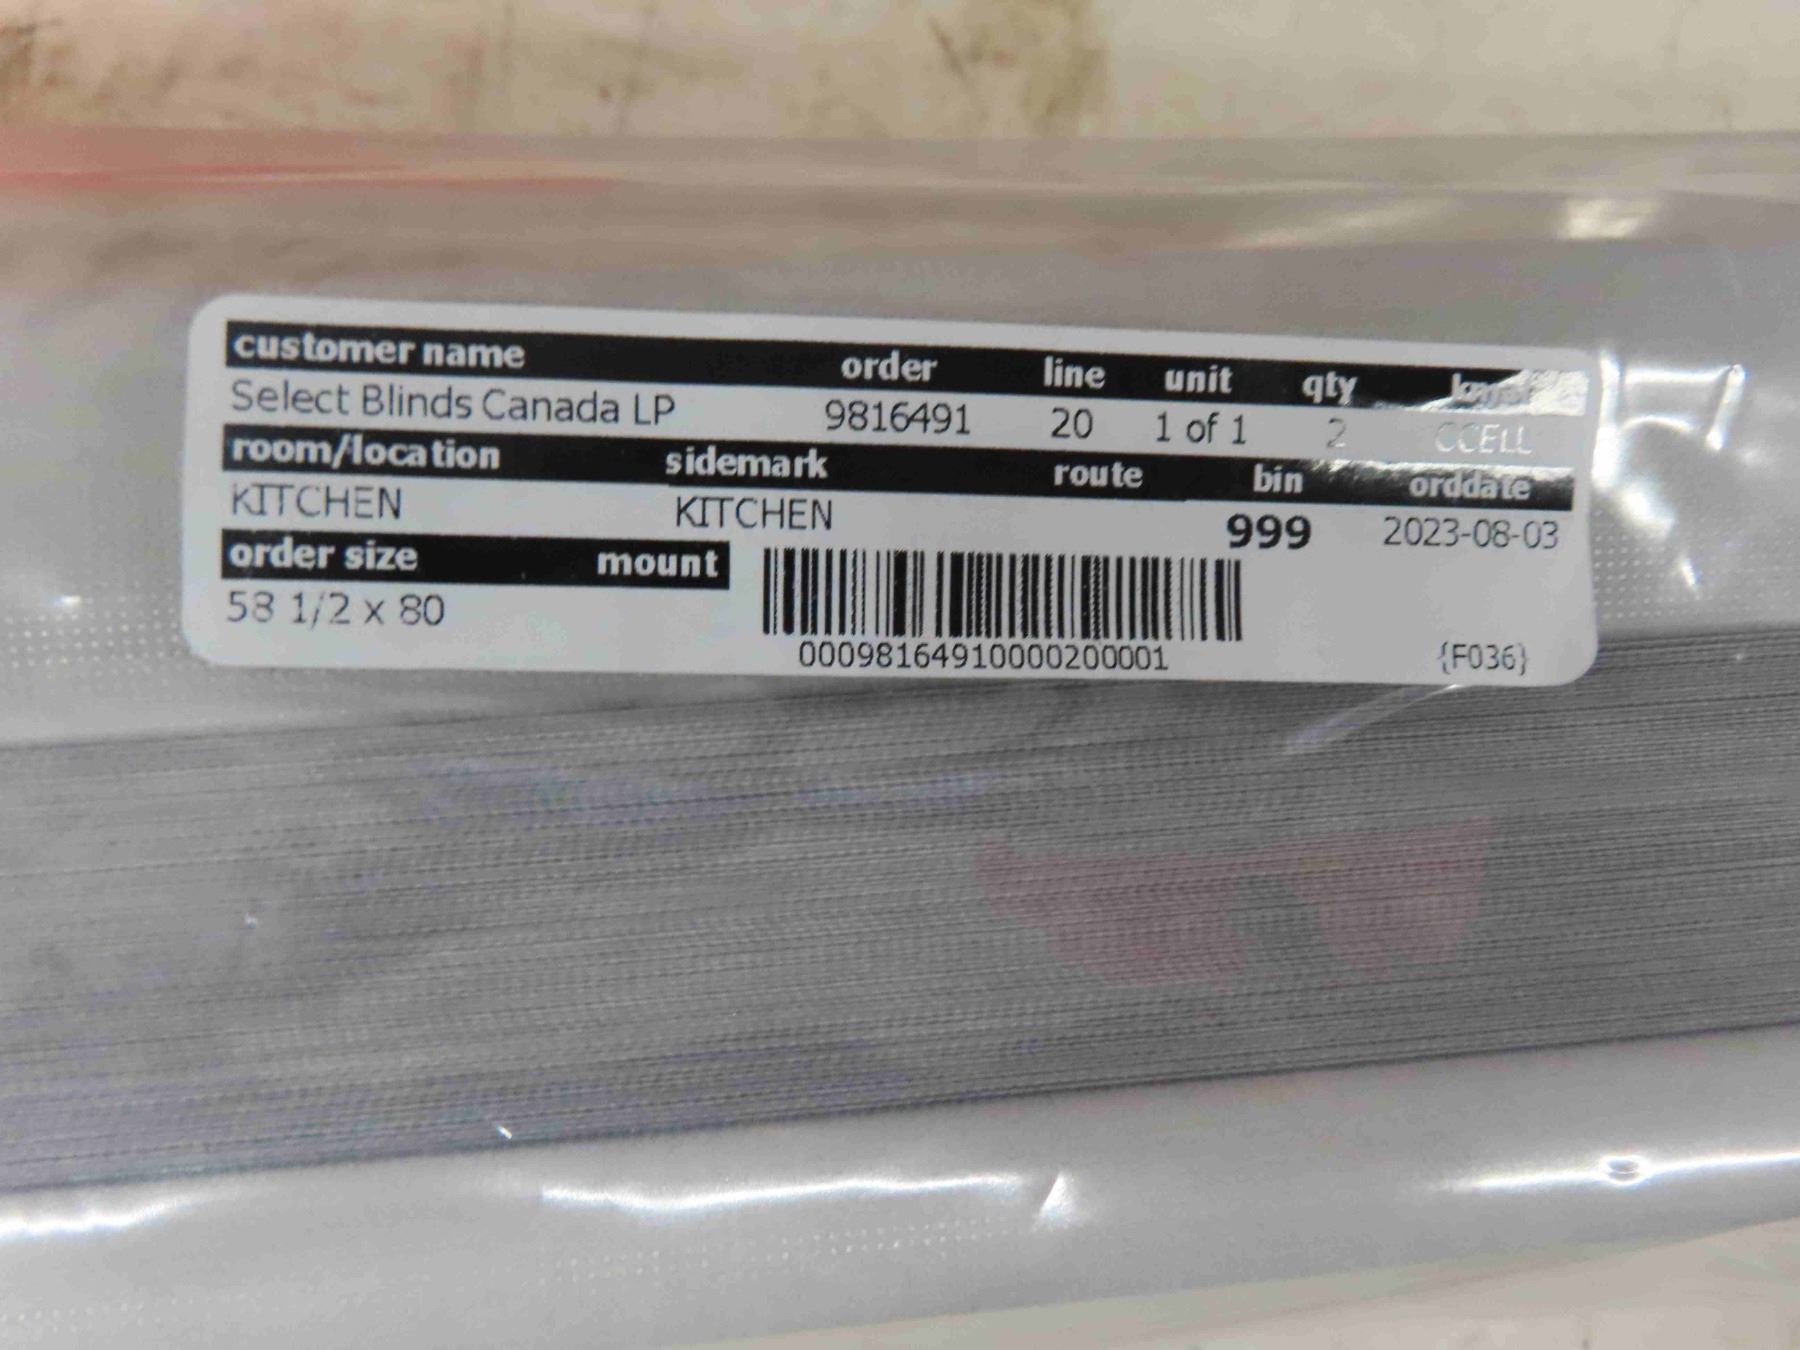 customer name order line unit qty
Select Blinds Canada LP 9816491 20 1 of 1 2 CCELL
room/location sidemark route bin orddate
KITCHEN KITCHEN 999 2023-08-03
order size mount
58 1/2 x 80
00098164910000200001 {F036}